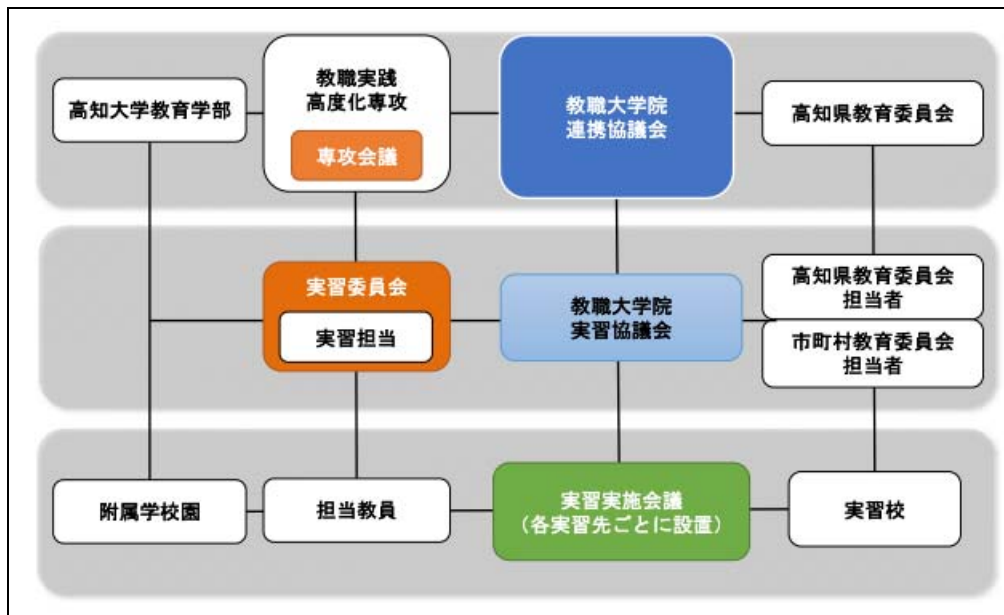 高知大学教育学部
教職実践
高度化専攻
専攻会議
教職大学院
連携協議会
高知県教育委員会
実習委員会
実習担当
教職大学院
実習協議会
高知県教育委員会
担当者
市町村教育委員会
担当者
附属学校園
担当教員
実習実施会議
(各実習先ごとに設置)
実習校